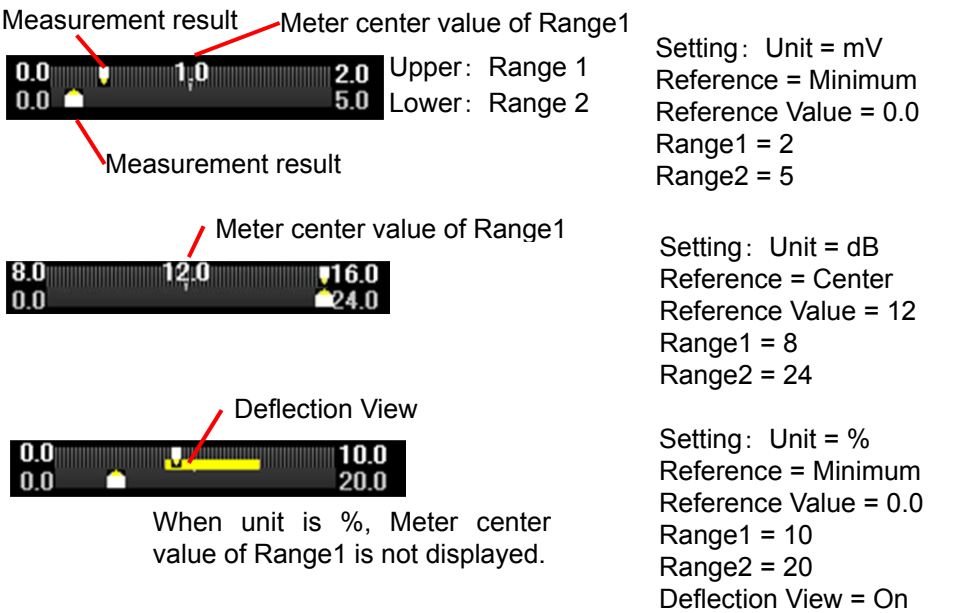 Measurement result
Meter center value of Range1
0.0 1.0 2.0
0.0 5.0
Upper： Range 1
Lower： Range 2
Measurement result
Setting： Unit = mV
Reference = Minimum
Reference Value = 0.0
Range1 = 2
Range2 = 5
Meter center value of Range1
8.0 12.0 16.0
0.0 24.0
Setting： Unit = dB
Reference = Center
Reference Value = 12
Range1 = 8
Range2 = 24
Deflection View
0.0 10.0
0.0 20.0
When unit is %, Meter center
value of Range1 is not displayed.
Setting： Unit = %
Reference = Minimum
Reference Value = 0.0
Range1 = 10
Range2 = 20
Deflection View = On